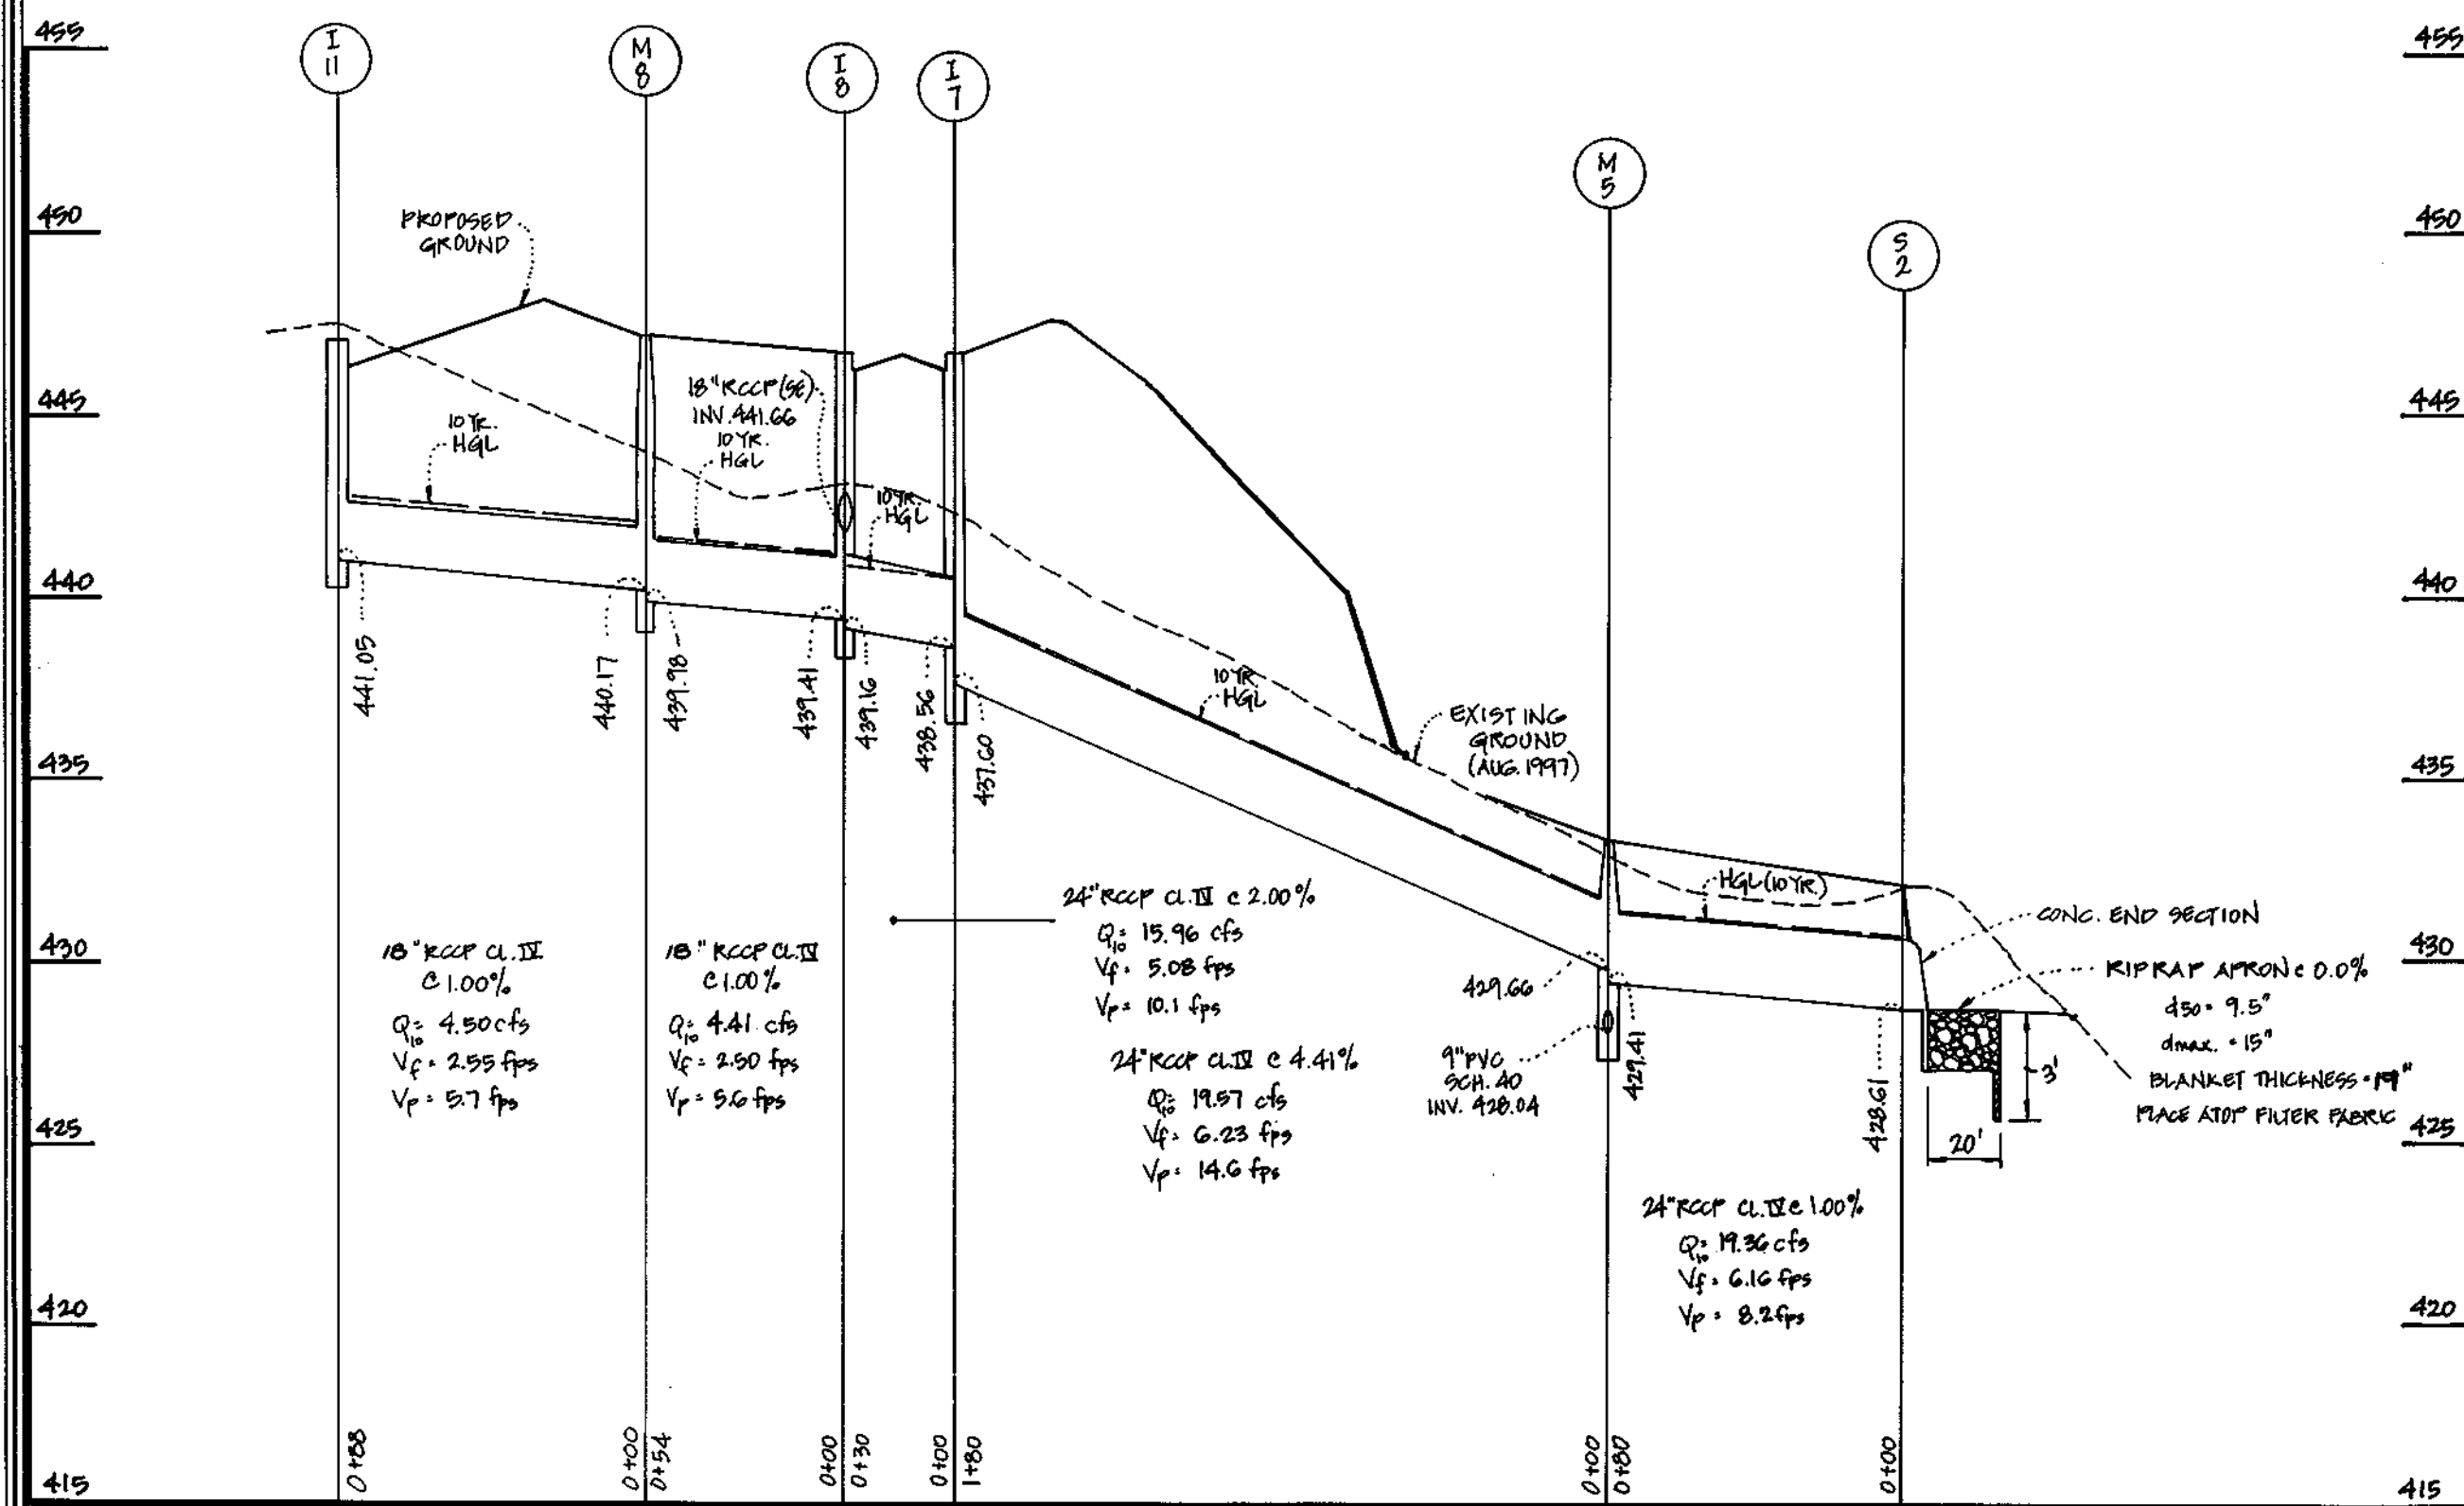 455
455
I
11
M
8
I
8
I
7
M
5
S
2
450
450
PROPOSED
GROUND
445
445
10 YR.
HGL
18" RCCP (SE)
INV. 441.66
10 YR.
HGL
10 YR.
HGL
440
440
441.05
440.17
439.98
439.41
439.16
438.56
437.60
10 YR.
HGL
EXISTING
GROUND
(AUG. 1997)
435
435
HGL (10 YR.)
CONC. END SECTION
430
430
RIPRAP APRON @ 0.0%
d50 = 9.5"
dmax. = 15"
BLANKET THICKNESS = 19"
PLACE ATOP FILTER FABRIC
3'
20'
18" RCCP CL. IV
@ 1.00%
Q10 = 4.50 cfs
Vf = 2.55 fps
Vp = 5.7 fps
18" RCCP CL. IV
@ 1.00%
Q10 = 4.41 cfs
Vf = 2.50 fps
Vp = 5.6 fps
24" RCCP CL. IV @ 2.00%
Q10 = 15.96 cfs
Vf = 5.08 fps
Vp = 10.1 fps
24" RCCP CL. IV @ 4.41%
Q10 = 19.57 cfs
Vf = 6.23 fps
Vp = 14.6 fps
429.66
9" PVC
SCH. 40
INV. 428.04
429.41
428.61
425
425
24" RCCP CL. IV @ 1.00%
Q10 = 19.36 cfs
Vf = 6.16 fps
Vp = 8.2 fps
420
420
0+88
0+00
0+54
0+00
0+30
0+00
1+80
0+00
0+80
0+00
415
415